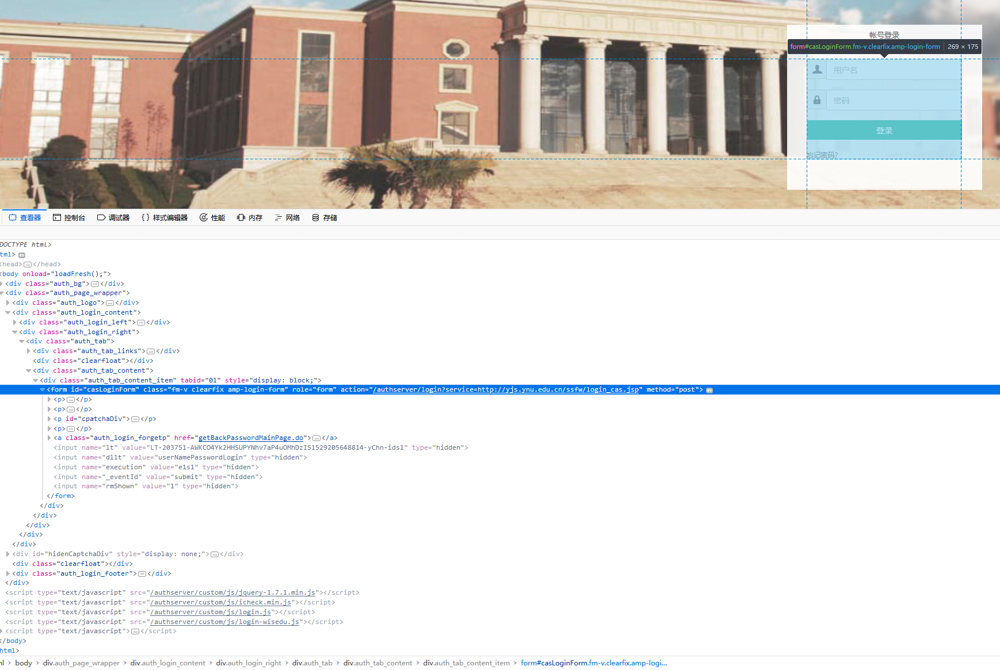 帐号登录
form#casLoginForm.fm-v.clearfix.amp-login-form 269 × 175
用户名
密码
登录
忘记密码?
查看器 控制台 调试器 {} 样式编辑器 性能 内存 网络 存储
DOCTYPE html>
tml> ev
<head>…</head>
<body onload="loadFresh();">
<div class="auth_bg">…</div>
<div class="auth_page_wrapper">
<div class="auth_logo">…</div>
<div class="auth_login_content">
<div class="auth_login_left">…</div>
<div class="auth_login_right">
<div class="auth_tab">
<div class="auth_tab_links">…</div>
<div class="clearfloat"></div>
<div class="auth_tab_content">
<div class="auth_tab_content_item" tabid="01" style="display: block;">
<form id="casLoginForm" class="fm-v clearfix amp-login-form" role="form" action="/authserver/login?service=http://yjs.ynu.edu.cn/ssfw/login_cas.jsp" method="post"> ev
<p>…</p>
<p>…</p>
<p id="cpatchaDiv">…</p>
<p>…</p>
<a class="auth_login_forgetp" href="getBackPasswordMainPage.do">…</a>
<input name="lt" value="LT-203751-AWKCO4Yk2HHSUPYNhv7aP4uOMhDzIS1529205648814-yChn-ids1" type="hidden">
<input name="dllt" value="userNamePasswordLogin" type="hidden">
<input name="execution" value="e1s1" type="hidden">
<input name="_eventId" value="submit" type="hidden">
<input name="rmShown" value="1" type="hidden">
</form>
</div>
</div>
</div>
</div>
</div>
<div id="hidenCaptchaDiv" style="display: none;">…</div>
<div class="clearfloat"></div>
<div class="auth_login_footer">…</div>
</div>
<script type="text/javascript" src="/authserver/custom/js/jquery-1.7.1.min.js"></script>
<script type="text/javascript" src="/authserver/custom/js/icheck.min.js"></script>
<script type="text/javascript" src="/authserver/custom/js/login.js"></script>
<script type="text/javascript" src="/authserver/custom/js/login-wisedu.js"></script>
<script type="text/javascript">…</script>
</body>
html>
nl > body > div.auth_page_wrapper > div.auth_login_content > div.auth_login_right > div.auth_tab > div.auth_tab_content > div.auth_tab_content_item > form#casLoginForm.fm-v.clearfix.amp-logi…